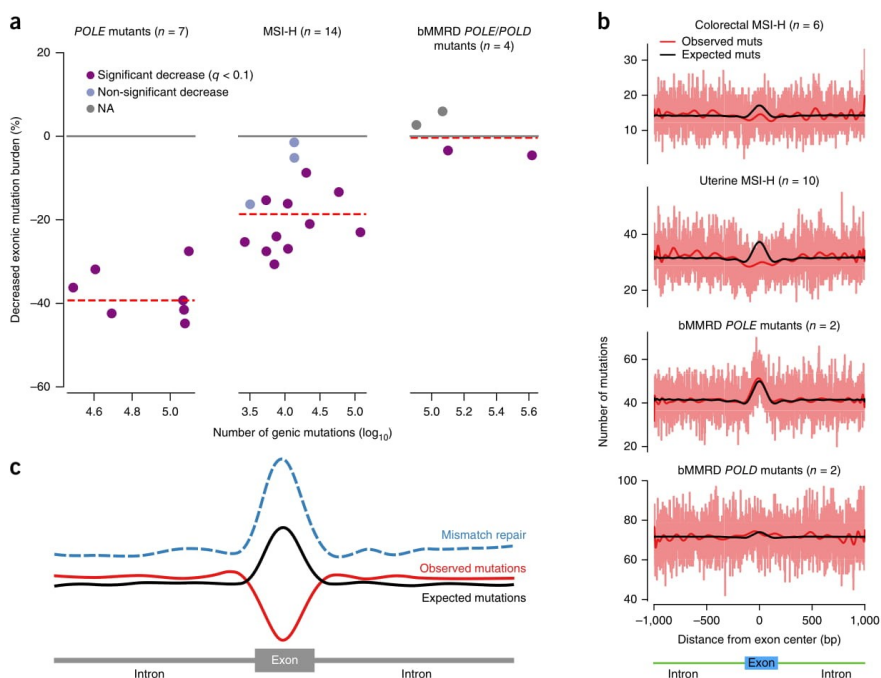 a
POLE mutants (n = 7)
MSI-H (n = 14)
bMMRD POLE/POLD
mutants (n = 4)
Significant decrease (q < 0.1)
Non-significant decrease
NA
Decreased exonic mutation burden (%)
20
0
−20
−40
−60
4.6 4.8 5.0
3.5 4.0 4.5 5.0
5.0 5.2 5.4 5.6
Number of genic mutations (log10)
b
Colorectal MSI-H (n = 6)
Observed muts
Expected muts
30
20
10
Uterine MSI-H (n = 10)
40
20
bMMRD POLE mutants (n = 2)
60
40
20
bMMRD POLD mutants (n = 2)
100
80
60
40
Number of mutations
−1,000 −500 0 500 1,000
Distance from exon center (bp)
Exon
Intron Intron
c
Mismatch repair
Observed mutations
Expected mutations
Exon
Intron Intron